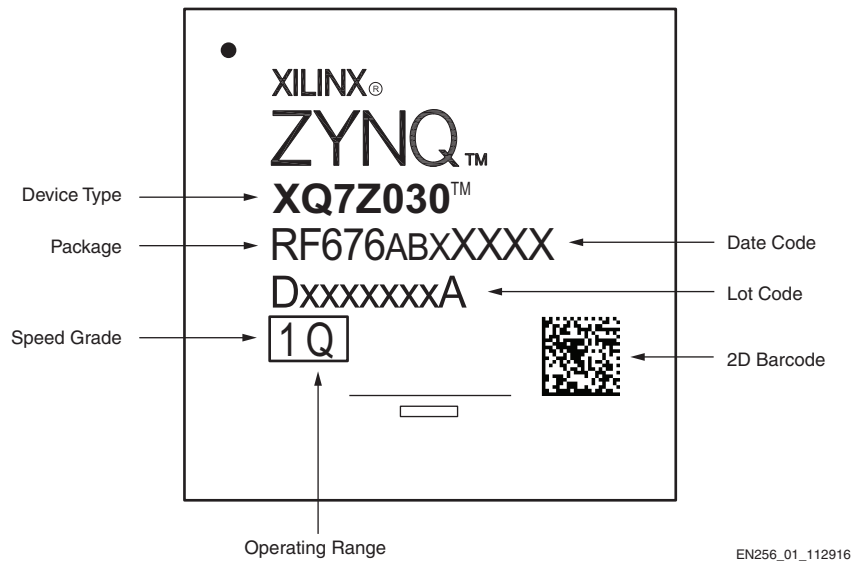 XILINX®
ZYNQ™
Device Type
XQ7Z030™
Package
RF676ABXXXXX
Date Code
DxxxxxxxA
Lot Code
Speed Grade
1Q
2D Barcode
Operating Range
EN256_01_112916